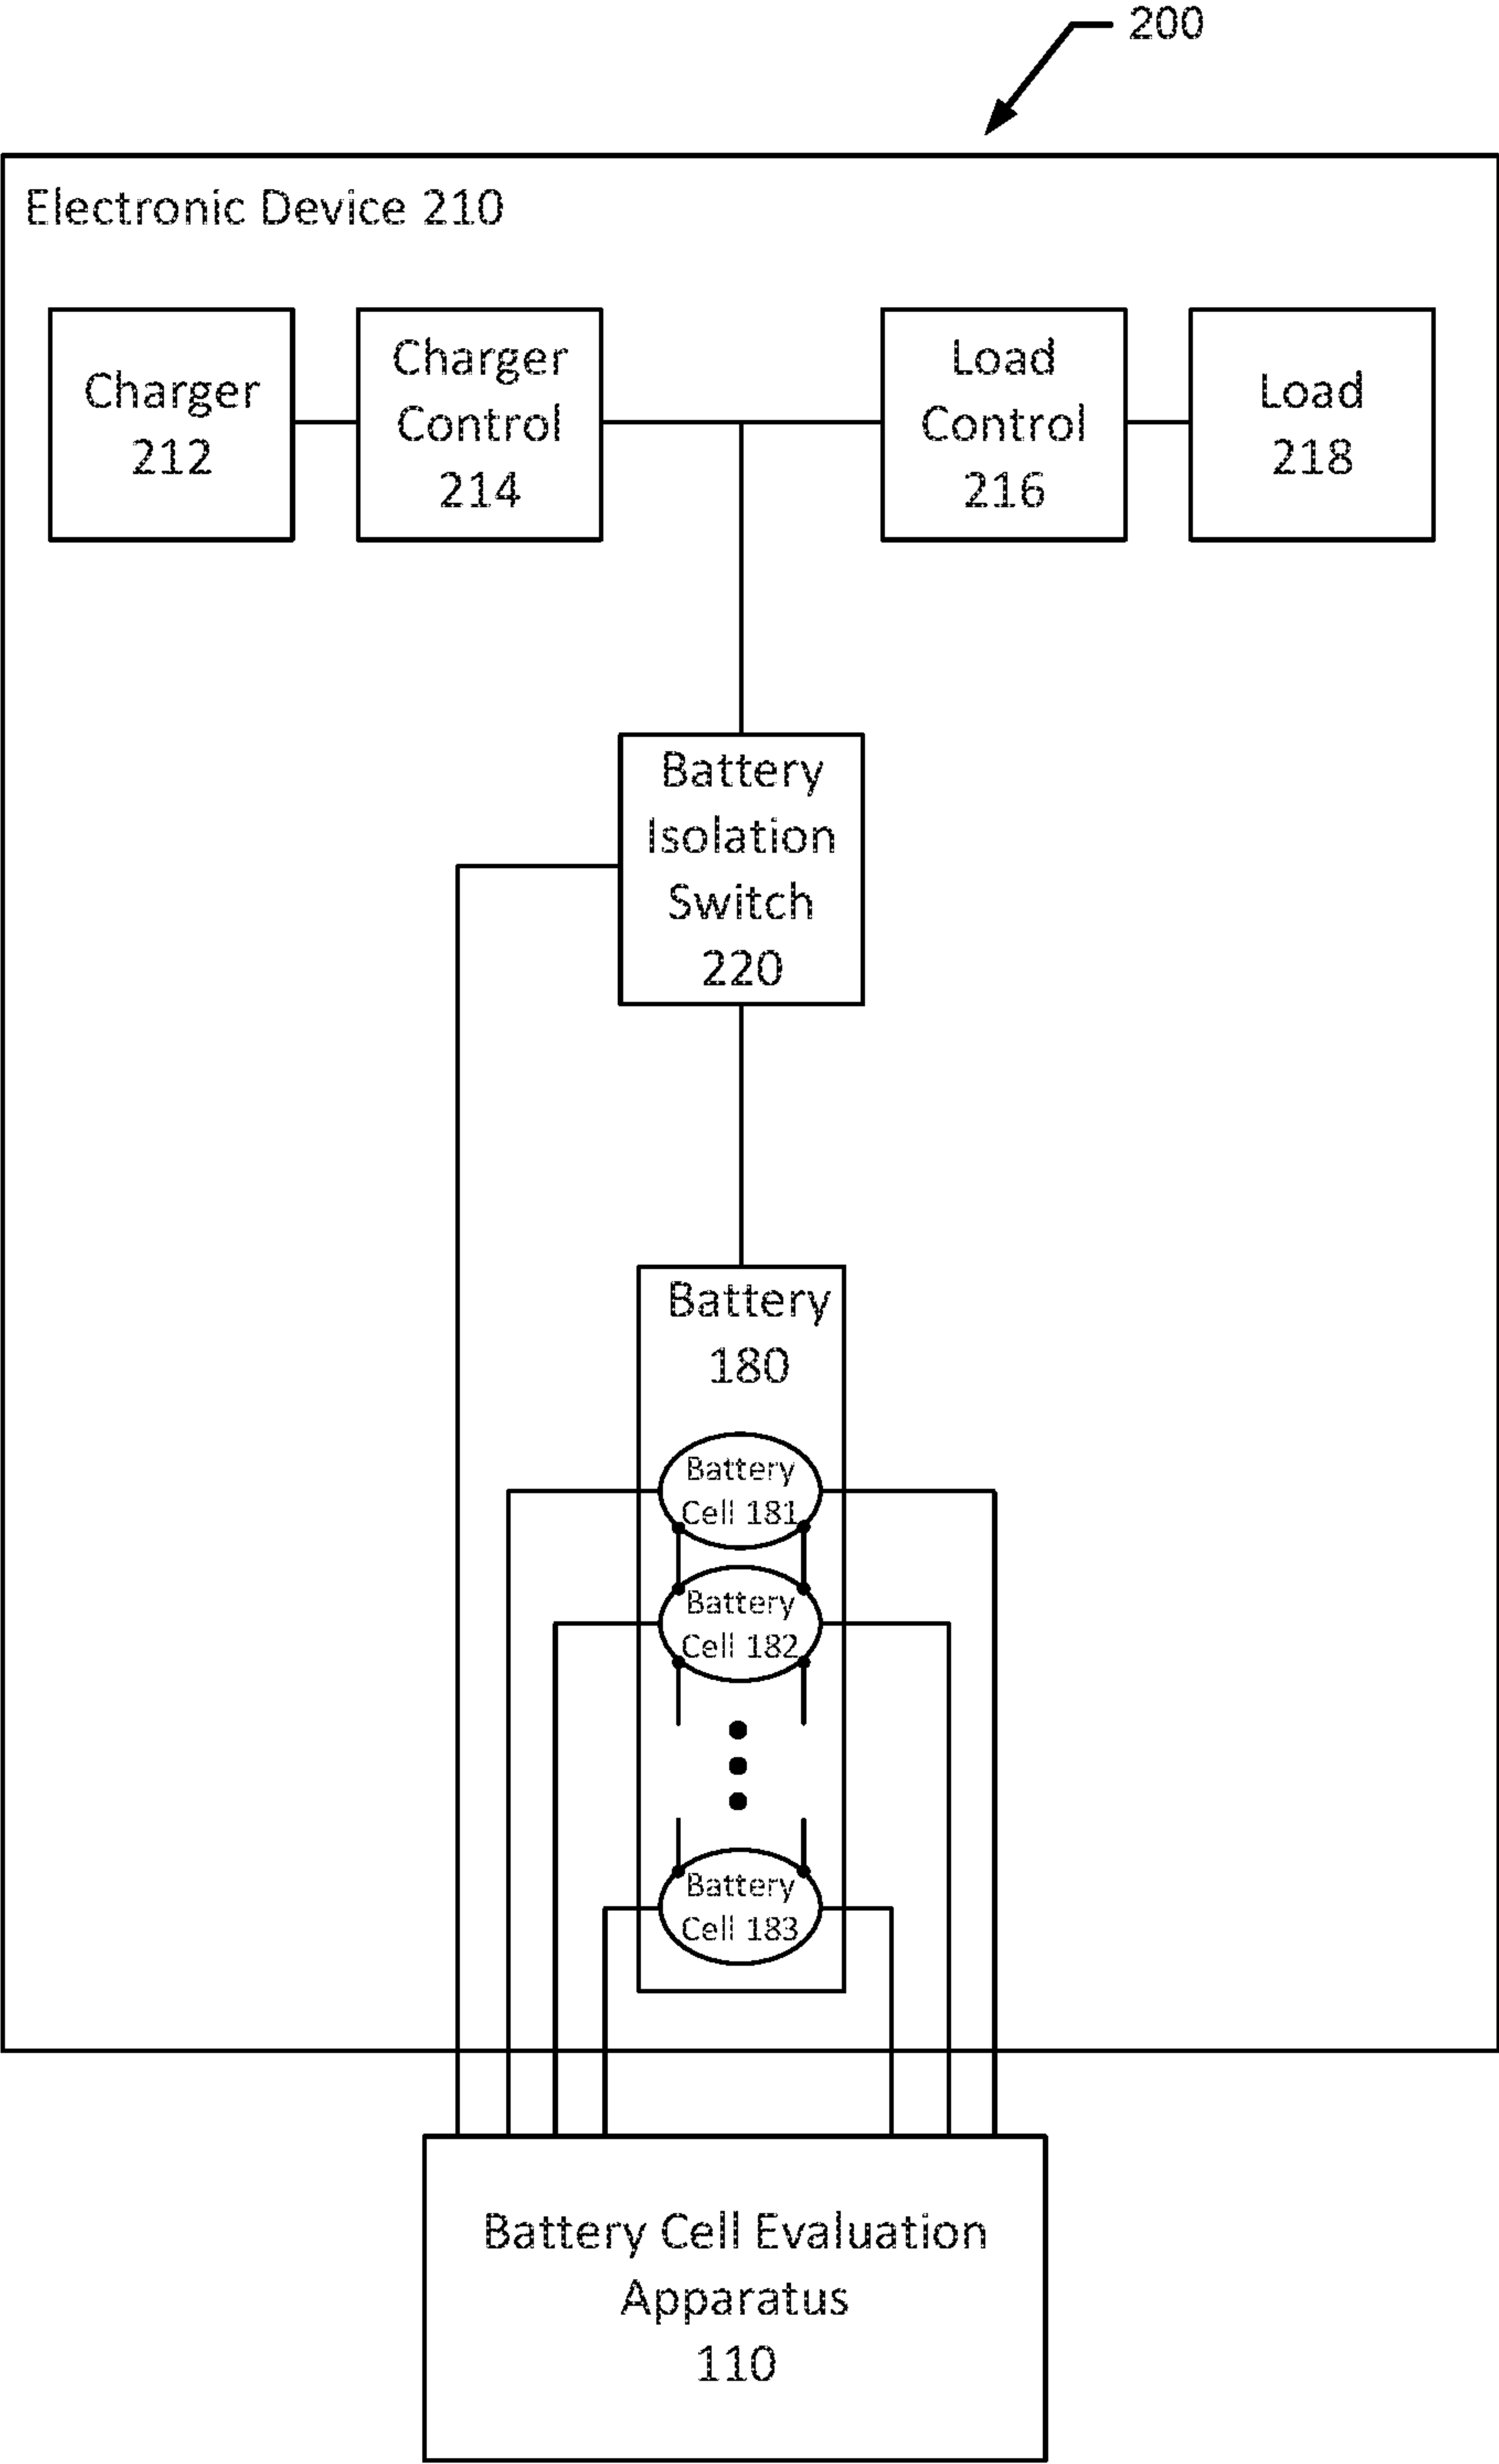 200
Electronic Device 210
Charger
212
Charger
Control
214
Load
Control
216
Load
218
Battery
Isolation
Switch
220
Battery
180
Battery
Cell 181
Battery
Cell 182
Battery
Cell 183
Battery Cell Evaluation
Apparatus
110